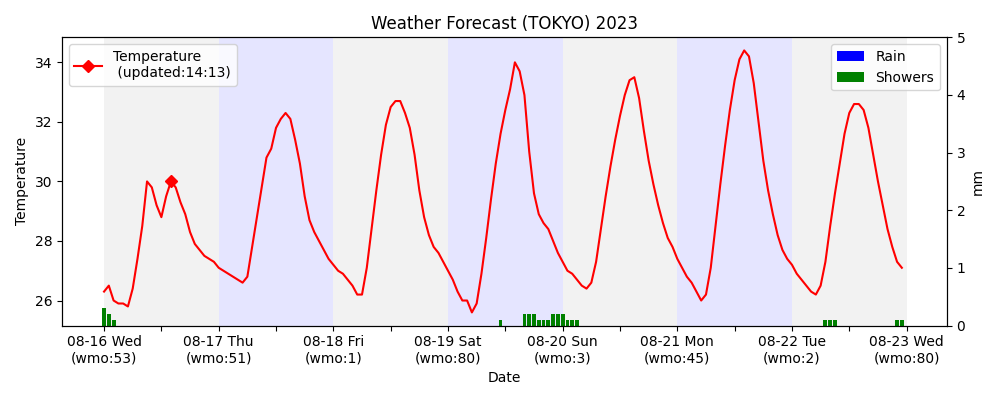 Weather Forecast (TOKYO) 2023
Temperature
(updated:14:13)
Rain
Showers
Temperature
34
32
30
28
26
5
4
3
2
1
0
mm
08-16 Wed
(wmo:53)
08-17 Thu
(wmo:51)
08-18 Fri
(wmo:1)
08-19 Sat
(wmo:80)
08-20 Sun
(wmo:3)
08-21 Mon
(wmo:45)
08-22 Tue
(wmo:2)
08-23 Wed
(wmo:80)
Date